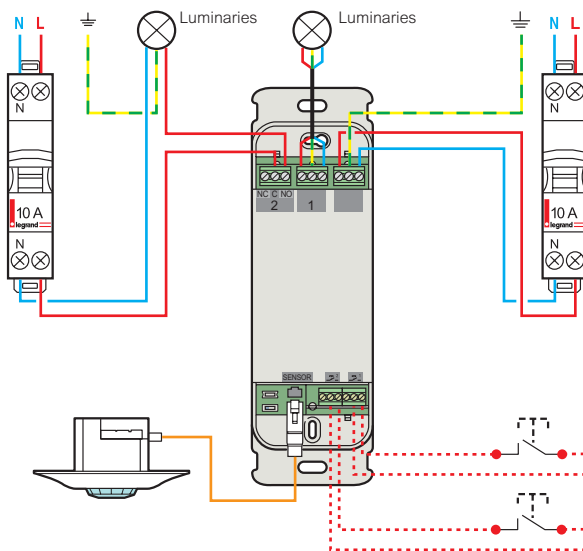 N L
Luminaries
Luminaries
N L
N
N
10 A
legrand
N
10 A
legrand
N
NC C NO
2
1
SENSOR